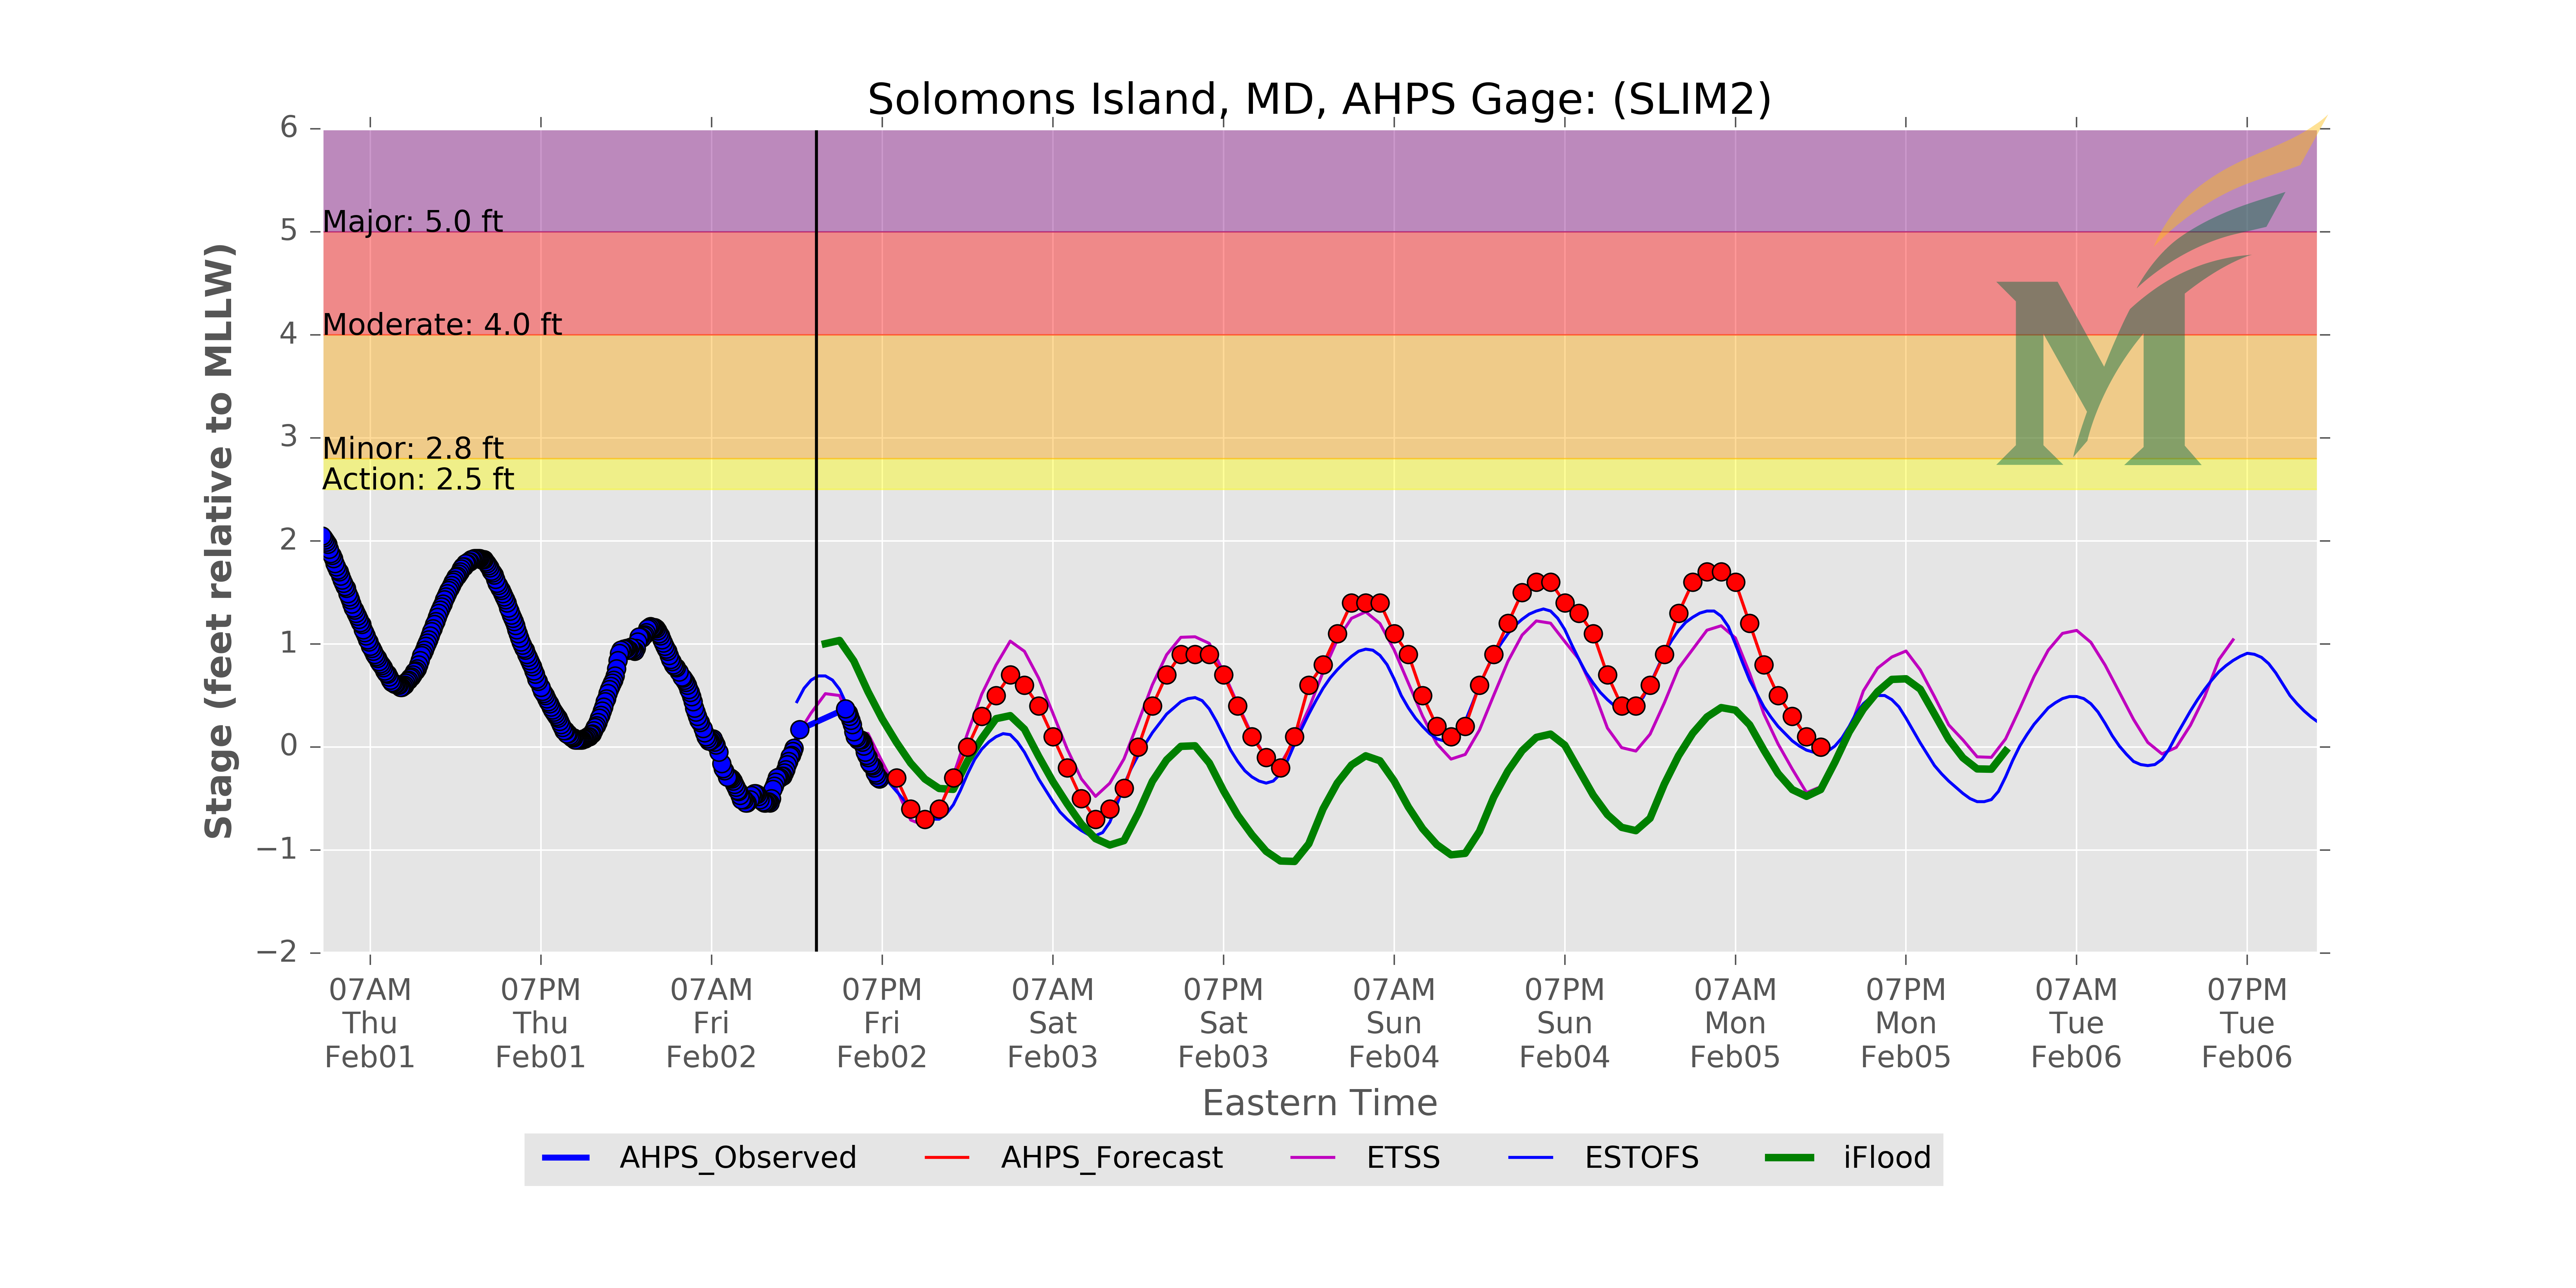 Solomons Island, MD, AHPS Gage: (SLIM2)
6
5
4
3
2
1
0
−1
−2
Stage (feet relative to MLLW)
Major: 5.0 ft
Moderate: 4.0 ft
Minor: 2.8 ft
Action: 2.5 ft
M
07AM 07PM 07AM 07PM 07AM 07PM 07AM 07PM 07AM 07PM 07AM 07PM
Thu Thu Fri Fri Sat Sat Sun Sun Mon Mon Tue Tue
Feb01 Feb01 Feb02 Feb02 Feb03 Feb03 Feb04 Feb04 Feb05 Feb05 Feb06 Feb06
Eastern Time
AHPS_Observed AHPS_Forecast ETSS ESTOFS iFlood